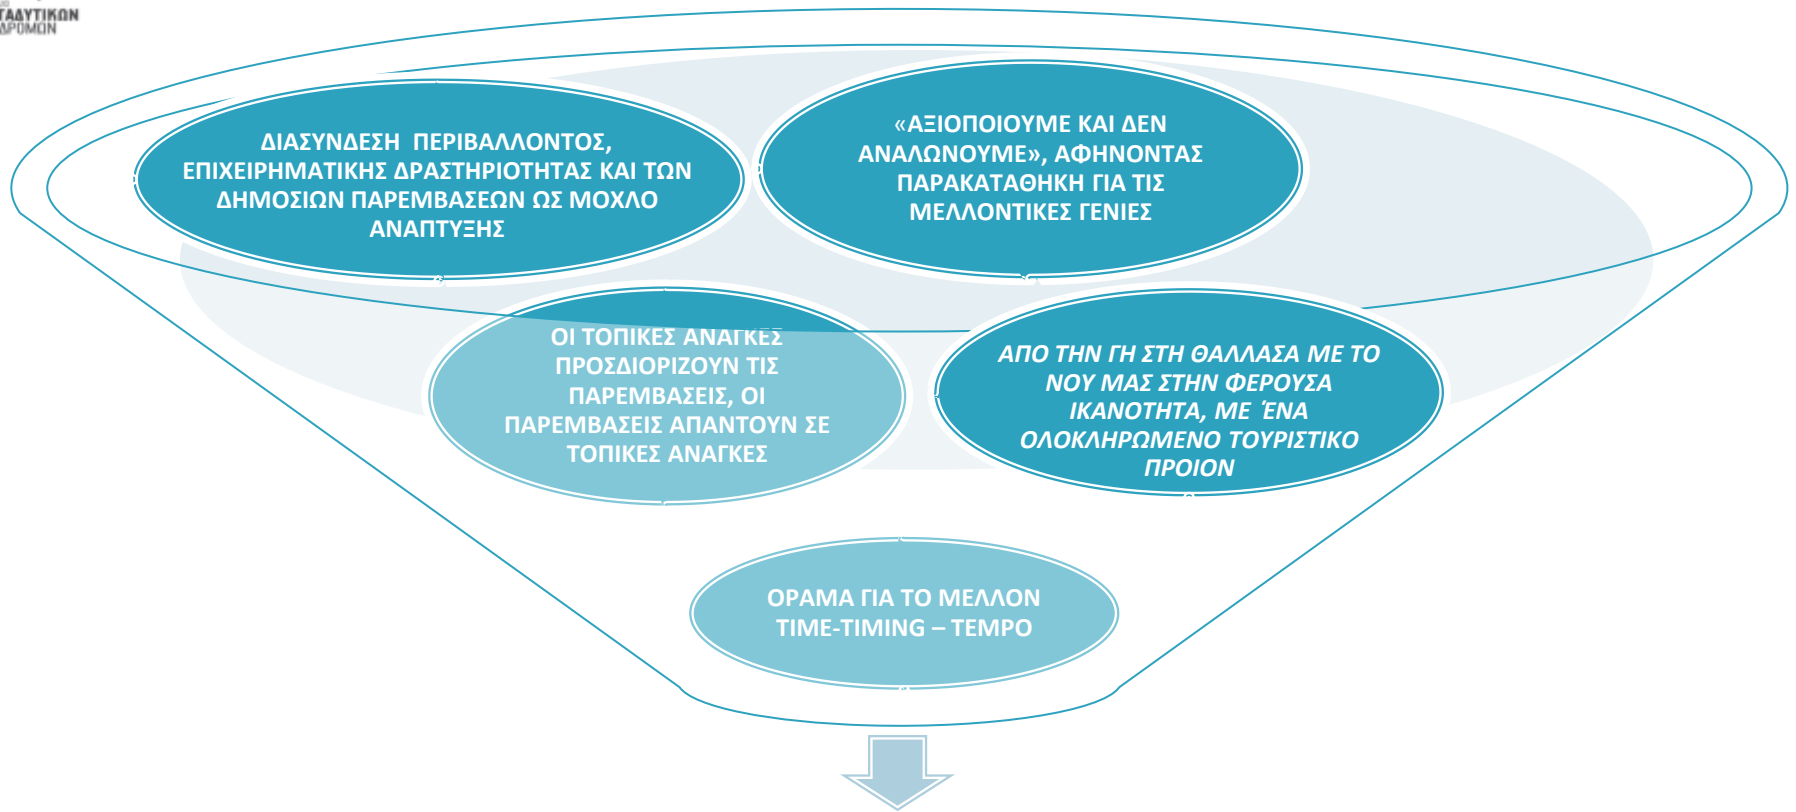 ΔΙΑΣΥΝΔΕΣΗ ΠΕΡΙΒΑΛΛΟΝΤΟΣ,
ΕΠΙΧΕΙΡΗΜΑΤΙΚΗΣ ΔΡΑΣΤΗΡΙΟΤΗΤΑΣ ΚΑΙ ΤΩΝ
ΔΗΜΟΣΙΩΝ ΠΑΡΕΜΒΑΣΕΩΝ ΩΣ ΜΟΧΛΟ
ΑΝΑΠΤΥΞΗΣ
«ΑΞΙΟΠΟΙΟΥΜΕ ΚΑΙ ΔΕΝ
ΑΝΑΛΩΝΟΥΜΕ», ΑΦΗΝΟΝΤΑΣ
ΠΑΡΑΚΑΤΑΘΗΚΗ ΓΙΑ ΤΙΣ
ΜΕΛΛΟΝΤΙΚΕΣ ΓΕΝΙΕΣ
ΟΙ ΤΟΠΙΚΕΣ ΑΝΑΓΚΕΣ
ΠΡΟΣΔΙΟΡΙΖΟΥΝ ΤΙΣ
ΠΑΡΕΜΒΑΣΕΙΣ, ΟΙ
ΠΑΡΕΜΒΑΣΕΙΣ ΑΠΑΝΤΟΥΝ ΣΕ
ΤΟΠΙΚΕΣ ΑΝΑΓΚΕΣ
ΑΠΟ ΤΗΝ ΓΗ ΣΤΗ ΘΑΛΛΑΣΑ ΜΕ ΤΟ
ΝΟΥ ΜΑΣ ΣΤΗΝ ΦΕΡΟΥΣΑ
ΙΚΑΝΟΤΗΤΑ, ΜΕ ΈΝΑ
ΟΛΟΚΛΗΡΩΜΕΝΟ ΤΟΥΡΙΣΤΙΚΟ
ΠΡΟΙΟΝ
ΟΡΑΜΑ ΓΙΑ ΤΟ ΜΕΛΛΟΝ
TIME-TIMING – TEMPO